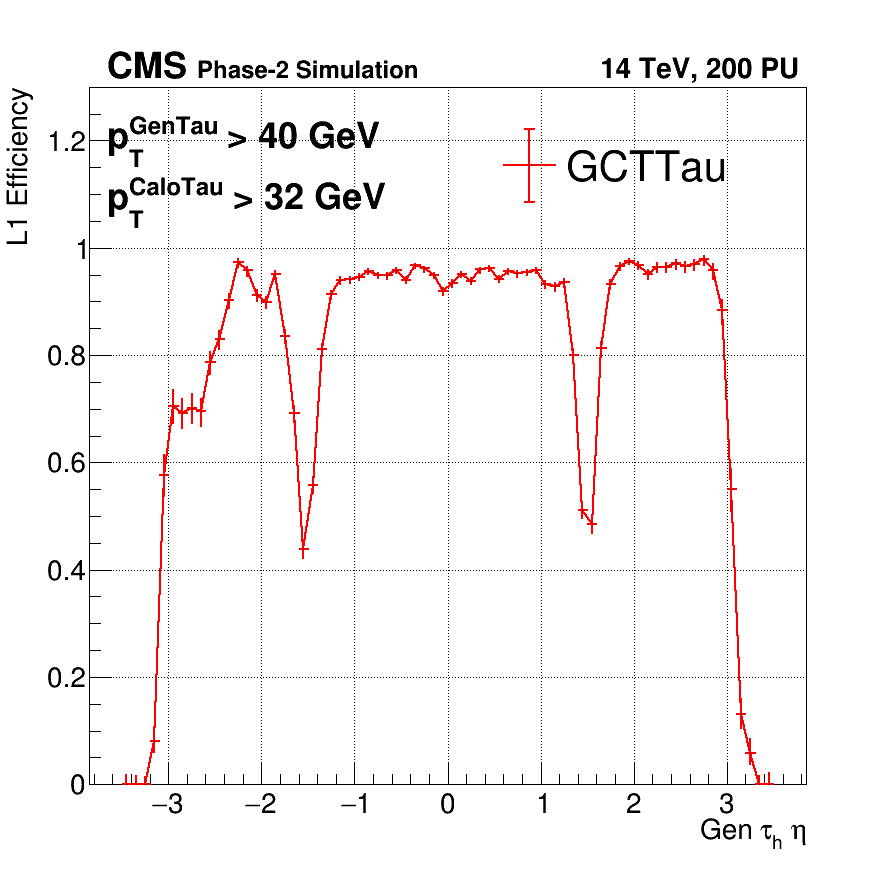 CMS Phase-2 Simulation 14 TeV, 200 PU
L1 Efficiency
p_T^GenTau > 40 GeV
p_T^CaloTau > 32 GeV
GCTTau
1.2
1
0.8
0.6
0.4
0.2
0
−3 −2 −1 0 1 2 3
Gen τ_h η